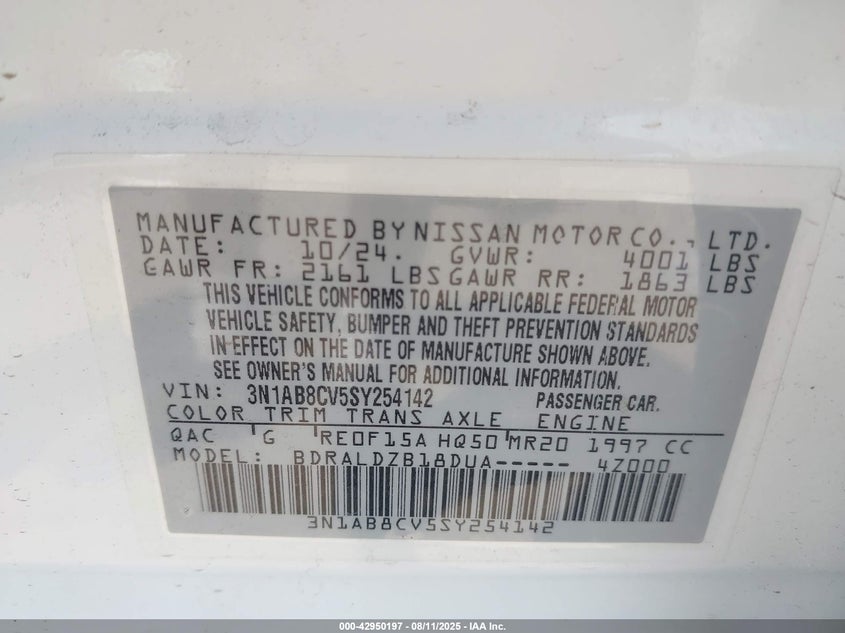 MANUFACTURED BY NISSAN MOTOR CO., LTD.
DATE: 10/24. GVWR: 4001 LBS
GAWR FR: 2161 LBS GAWR RR: 1863 LBS
THIS VEHICLE CONFORMS TO ALL APPLICABLE FEDERAL MOTOR
VEHICLE SAFETY, BUMPER AND THEFT PREVENTION STANDARDS
IN EFFECT ON THE DATE OF MANUFACTURE SHOWN ABOVE.
SEE OWNER'S MANUAL FOR ADDITIONAL INFORMATION.
VIN: 3N1AB8CV5SY254142 PASSENGER CAR.
COLOR TRIM TRANS AXLE ENGINE
QAC G RE0F15A HQ50 MR20 1997 CC
MODEL: BDRALDZB18DUA----- 4Z000
3N1AB8CV5SY254142
000-42950197 - 08/11/2025 - IAA Inc.